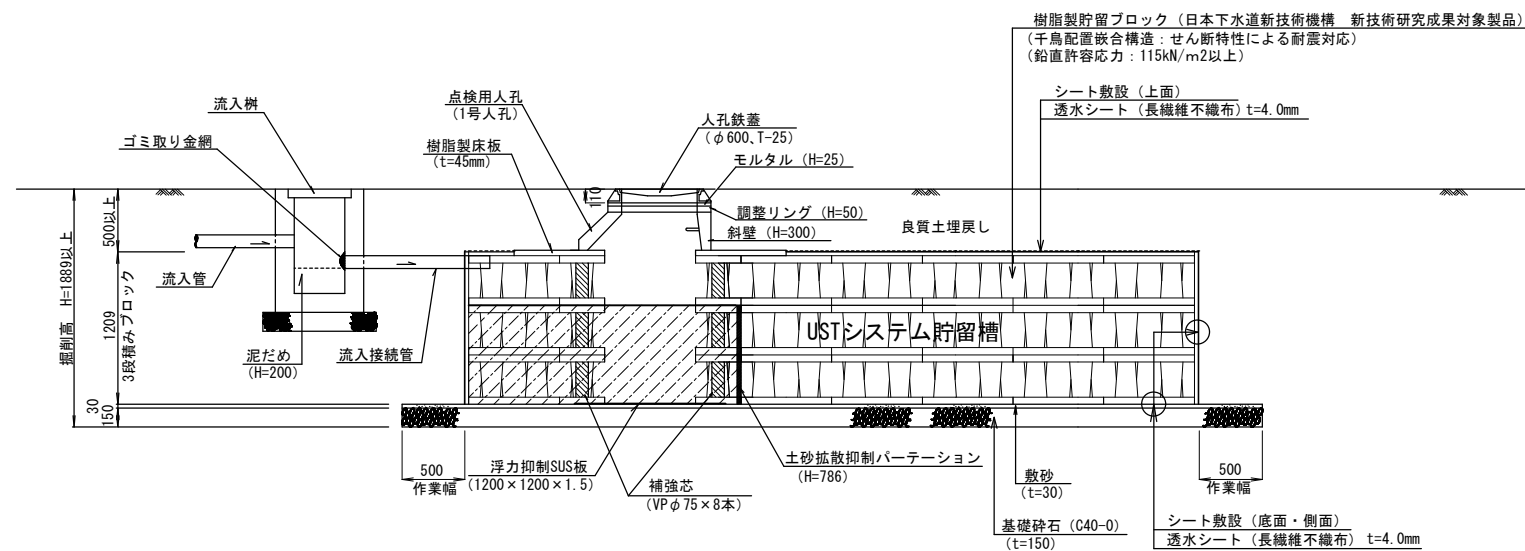 樹脂製貯留ブロック（日本下水道新技術機構　新技術研究成果対象製品）
（千鳥配置嵌合構造：せん断特性による耐震対応）
（鉛直許容応力：115kN/m2以上）
シート敷設（上面）
透水シート（長繊維不織布）t=4.0mm
流入桝
ゴミ取り金網
点検用人孔
（1号人孔）
樹脂製床板
（t=45mm）
人孔鉄蓋
（φ600、T-25）
モルタル（H=25）
110
調整リング（H=50）
斜壁（H=300）
良質土埋戻し
掘削高 H=1889以上
500以上
1209
3段積みブロック
30
150
流入管
泥だめ
（H=200）
流入接続管
USTシステム貯留槽
500
作業幅
浮力抑制SUS板
（1200×1200×1.5）
補強芯
（VPφ75×8本）
土砂拡散抑制パーテーション
（H=786）
敷砂
（t=30）
基礎砕石（C40-0）
（t=150）
500
作業幅
シート敷設（底面・側面）
透水シート（長繊維不織布） t=4.0mm